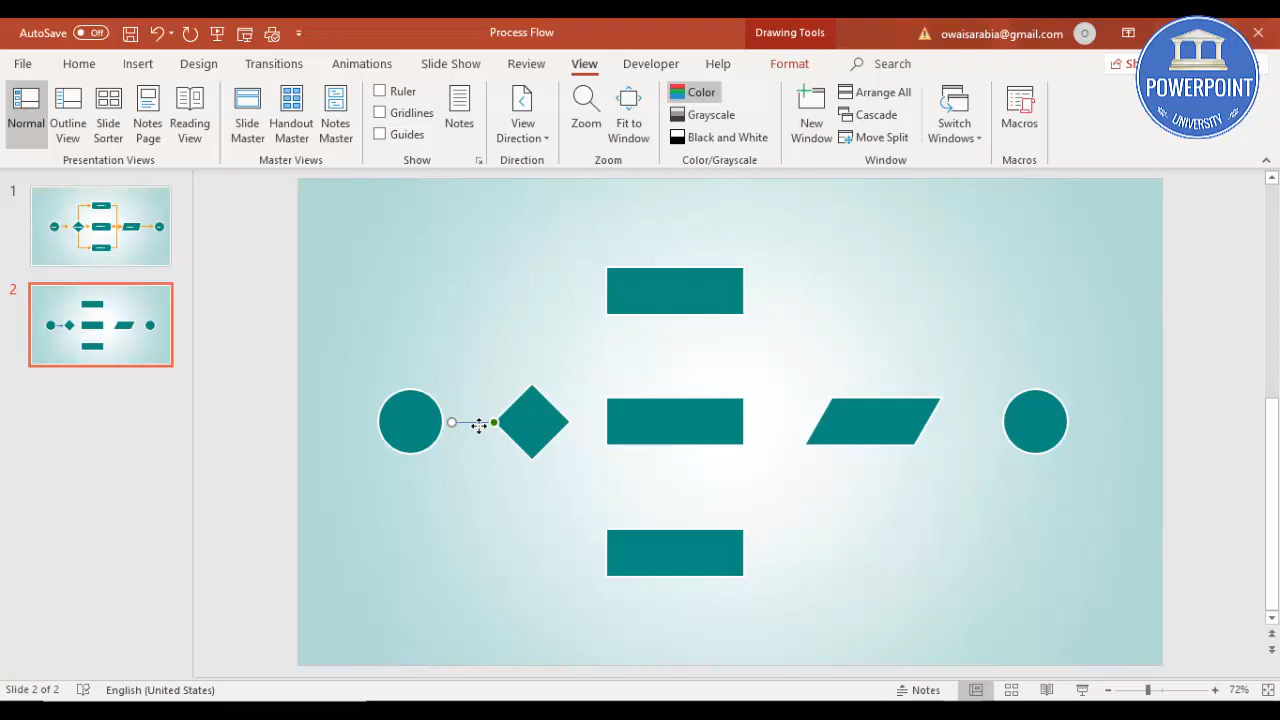 AutoSave Off Process Flow Drawing Tools owaisarabia@gmail.com
File Home Insert Design Transitions Animations Slide Show Review View Developer Help Format Search Sh
Normal Outline View Slide Sorter Notes Page Reading View
Presentation Views
Slide Master Handout Master Notes Master
Master Views
Ruler
Gridlines
Guides
Show
Notes
View Direction
Direction
Zoom Fit to Window
Zoom
Color
Grayscale
Black and White
Color/Grayscale
New Window
Arrange All
Cascade
Move Split
Switch Windows
Window
Macros
Macros
POWERPOINT
UNIVERSITY
1
2
Slide 2 of 2 English (United States) Notes 72%